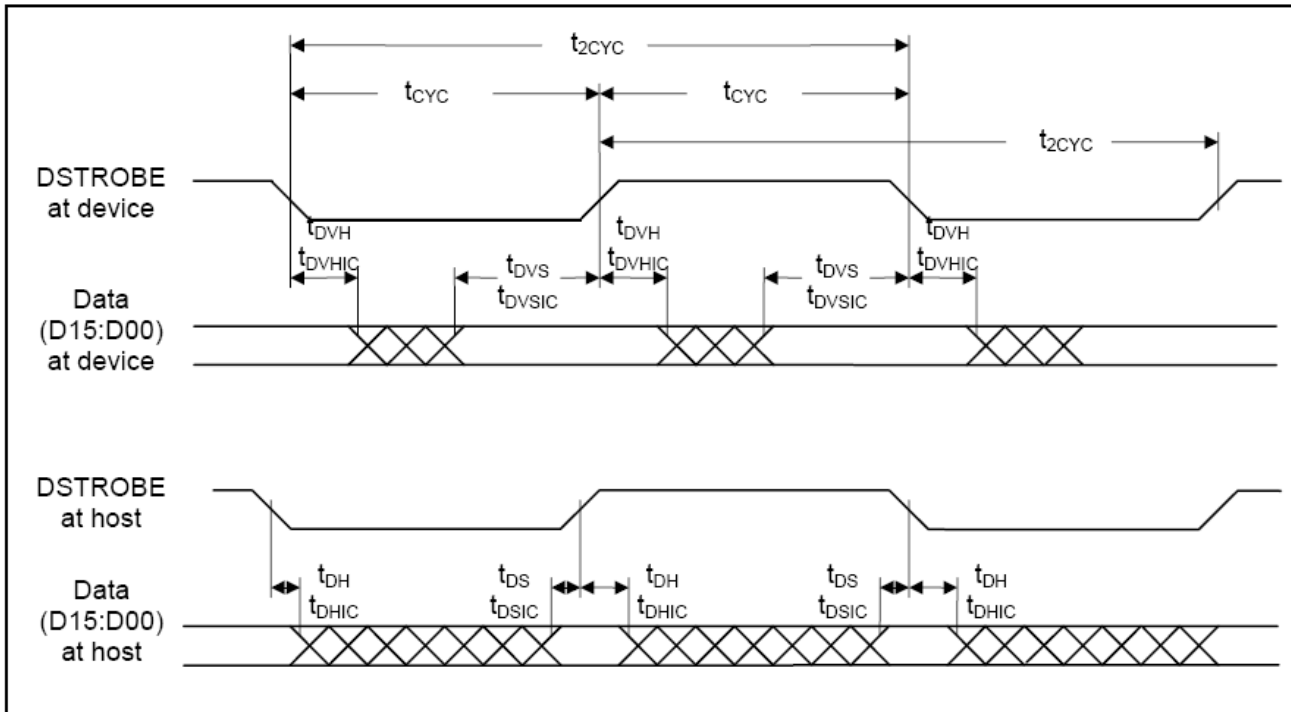 t2CYC
tCYC tCYC
t2CYC
DSTROBE
at device
tDVH tDVH tDVH
tDVHIC tDVS tDVHIC tDVS tDVHIC
tDVSIC tDVSIC
Data
(D15:D00)
at device
DSTROBE
at host
tDH tDS tDH tDS tDH
tDHIC tDSIC tDHIC tDSIC tDHIC
Data
(D15:D00)
at host